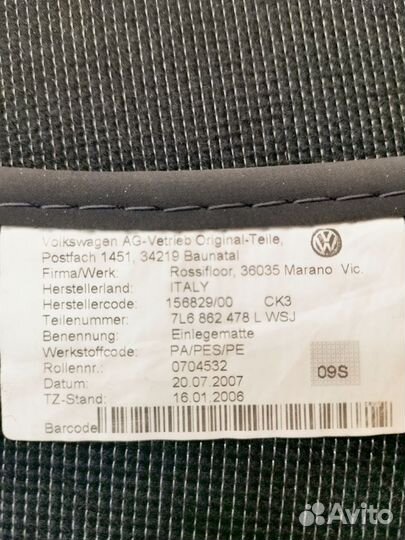 Volkswagen AG-Vetrieb Original-Teile,
Postfach 1451, 34219 Baunatal
Firma/Werk: Rossifloor, 36035 Marano Vic.
Herstellerland: ITALY
Herstellercode: 156829/00 CK3
Teilenummer: 7L6 862 478 L WSJ
Benennung: Einlegematte
Werkstoffcode: PA/PES/PE
Rollennr.: 0704532
Datum: 20.07.2007
TZ-Stand: 16.01.2006
09S
Barcode
Avito